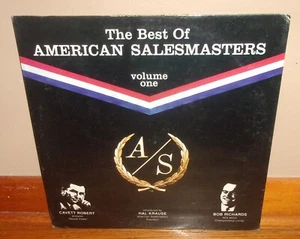 The Best Of
AMERICAN SALESMASTERS
volume
one
A/S
CAVETT ROBERT
HAL KRAUSE
BOB RICHARDS